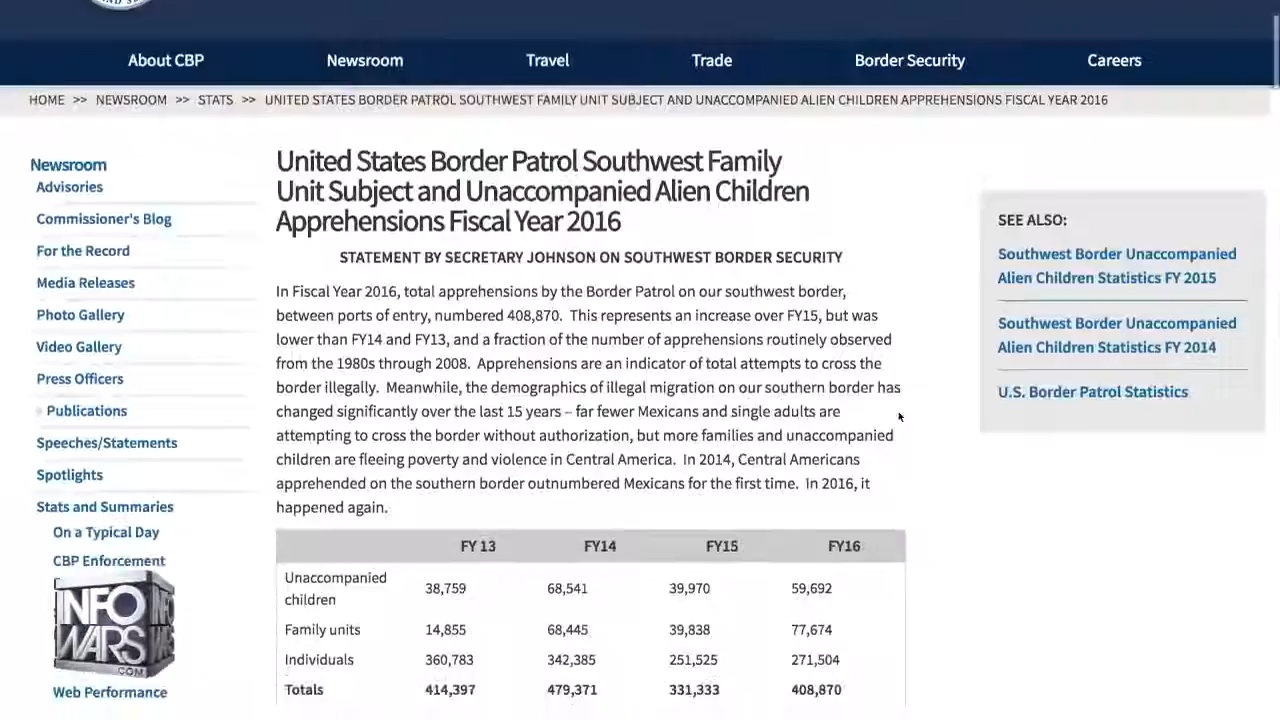 About CBP Newsroom Travel Trade Border Security Careers
HOME >> NEWSROOM >> STATS >> UNITED STATES BORDER PATROL SOUTHWEST FAMILY UNIT SUBJECT AND UNACCOMPANIED ALIEN CHILDREN APPREHENSIONS FISCAL YEAR 2016
Newsroom
Advisories
Commissioner's Blog
For the Record
Media Releases
Photo Gallery
Video Gallery
Press Officers
Publications
Speeches/Statements
Spotlights
Stats and Summaries
On a Typical Day
CBP Enforcement
INFO
WARS
.COM
Web Performance
United States Border Patrol Southwest Family
Unit Subject and Unaccompanied Alien Children
Apprehensions Fiscal Year 2016
STATEMENT BY SECRETARY JOHNSON ON SOUTHWEST BORDER SECURITY
In Fiscal Year 2016, total apprehensions by the Border Patrol on our southwest border,
between ports of entry, numbered 408,870. This represents an increase over FY15, but was
lower than FY14 and FY13, and a fraction of the number of apprehensions routinely observed
from the 1980s through 2008. Apprehensions are an indicator of total attempts to cross the
border illegally. Meanwhile, the demographics of illegal migration on our southern border has
changed significantly over the last 15 years – far fewer Mexicans and single adults are
attempting to cross the border without authorization, but more families and unaccompanied
children are fleeing poverty and violence in Central America. In 2014, Central Americans
apprehended on the southern border outnumbered Mexicans for the first time. In 2016, it
happened again.
FY 13 FY14 FY15 FY16
Unaccompanied
children 38,759 68,541 39,970 59,692
Family units 14,855 68,445 39,838 77,674
Individuals 360,783 342,385 251,525 271,504
Totals 414,397 479,371 331,333 408,870
SEE ALSO:
Southwest Border Unaccompanied
Alien Children Statistics FY 2015
Southwest Border Unaccompanied
Alien Children Statistics FY 2014
U.S. Border Patrol Statistics